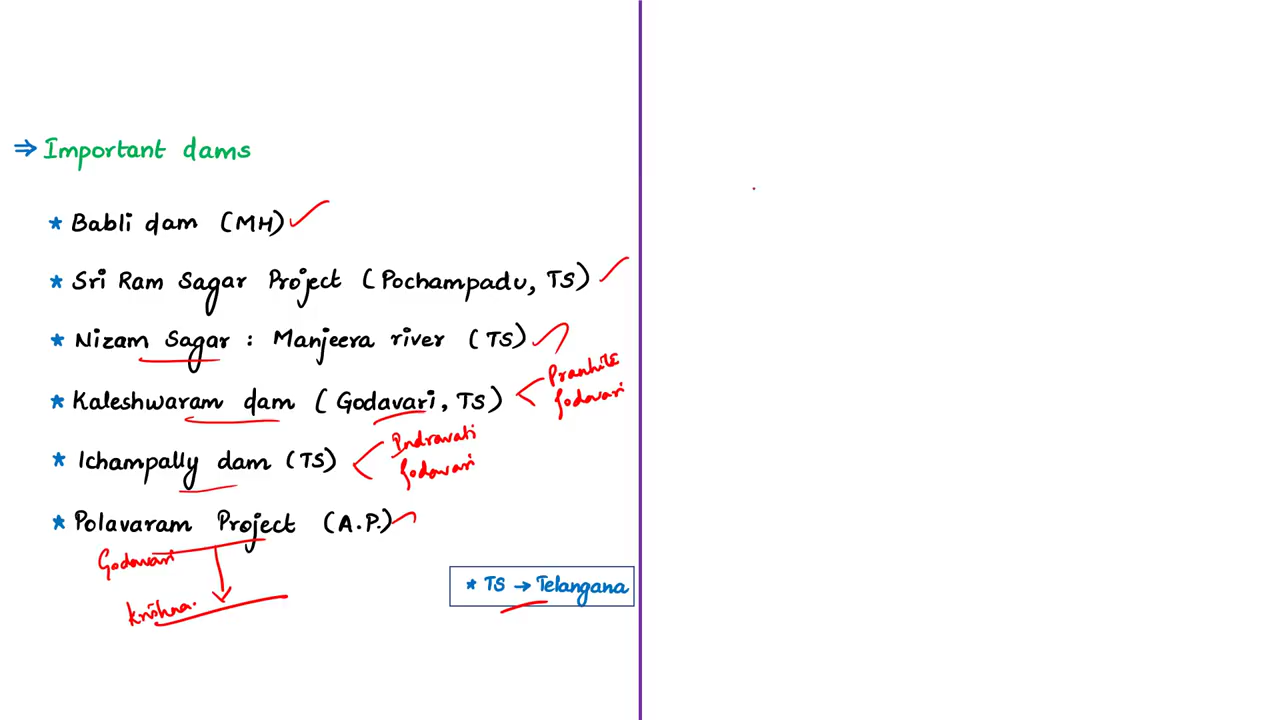 ⇒ Important dams
* Babli dam (MH)
* Sri Ram Sagar Project (Pochampadu, TS)
* Nizam Sagar : Manjeera river (TS)
Pranhite
* Kaleshwaram dam (Godavari, TS)
Godavari
Indravati
* Ichampally dam (TS)
Godavari
* Polavaram Project (A.P.)
Godavari
Krishna.
* TS → Telangana